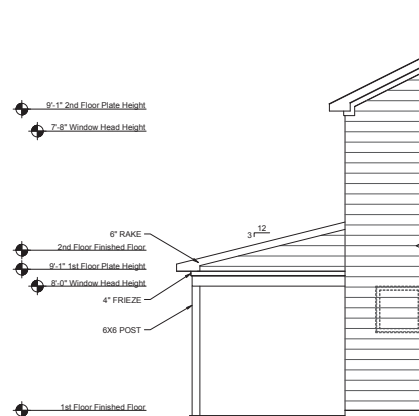 9'-1" 2nd Floor Plate Height
7'-8" Window Head Height
12
3
6" RAKE
2nd Floor Finished Floor
9'-1" 1st Floor Plate Height
8'-0" Window Head Height
4" FRIEZE
6X6 POST
1st Floor Finished Floor